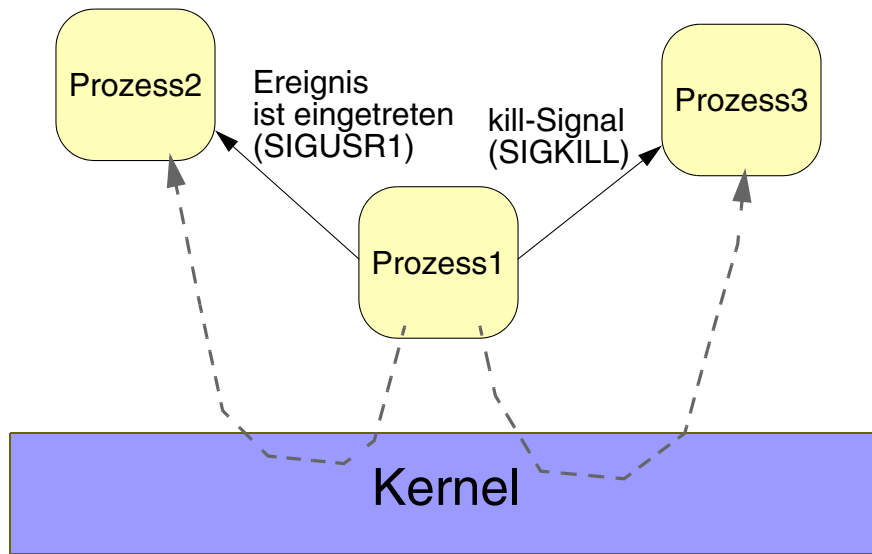 Prozess2
Ereignis
ist eingetreten
(SIGUSR1)
kill-Signal
(SIGKILL)
Prozess3
Prozess1
Kernel